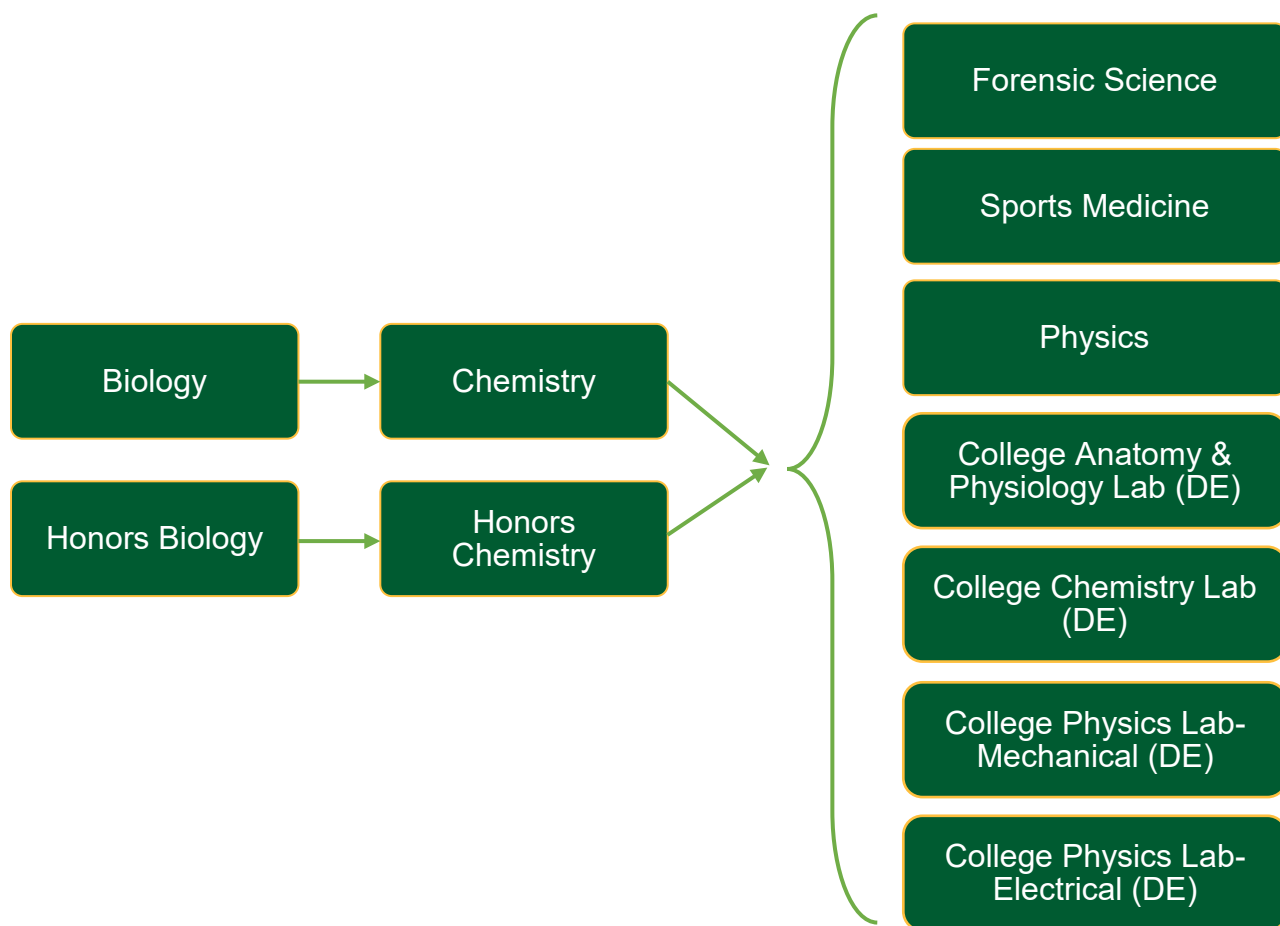 Biology
Honors Biology
Chemistry
Honors
Chemistry
Forensic Science
Sports Medicine
Physics
College Anatomy &
Physiology Lab (DE)
College Chemistry Lab
(DE)
College Physics Lab-
Mechanical (DE)
College Physics Lab-
Electrical (DE)